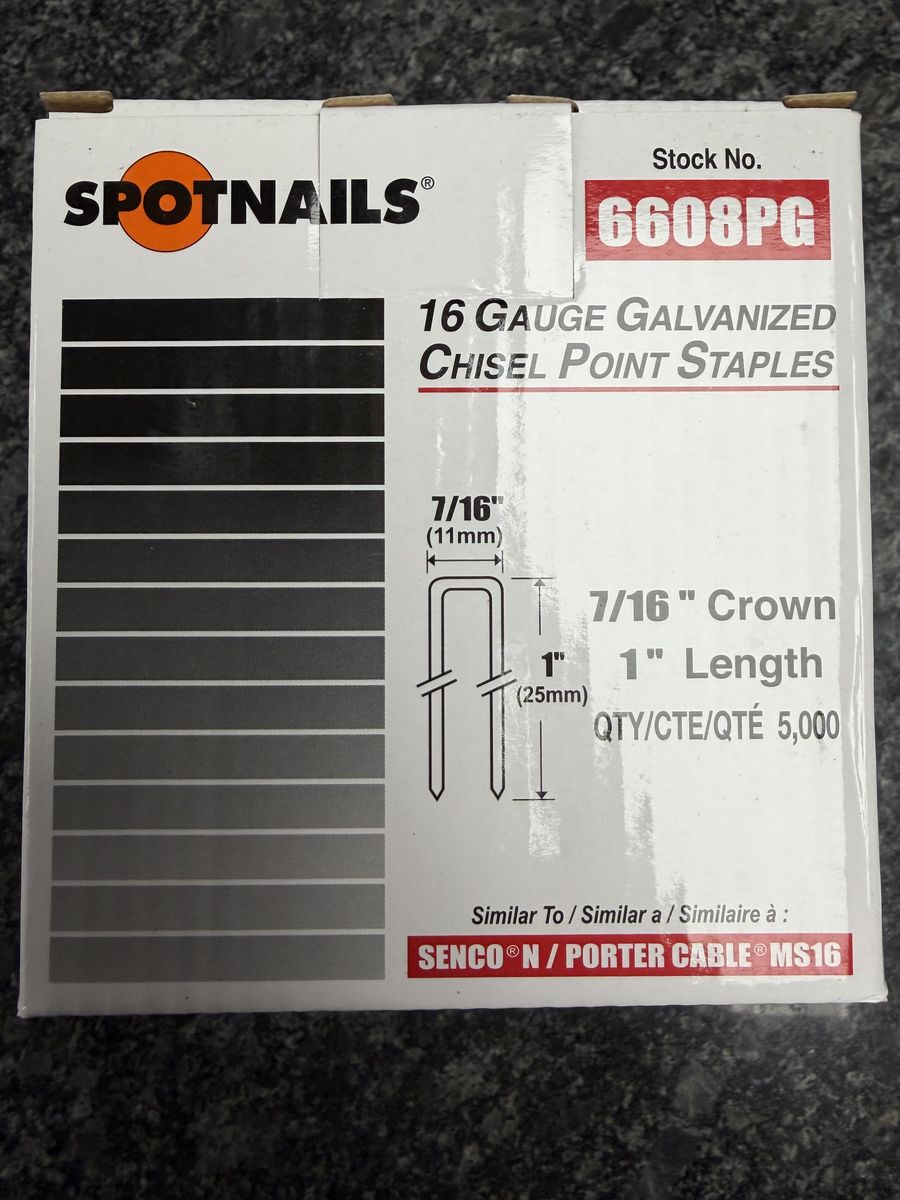 SPOTNAILS®
Stock No.
6608PG
16 GAUGE GALVANIZED
CHISEL POINT STAPLES
7/16"
(11mm)
1"
(25mm)
7/16 " Crown
1" Length
QTY/CTE/QTÉ 5,000
Similar To / Similar a / Similaire à :
SENCO® N / PORTER CABLE® MS16